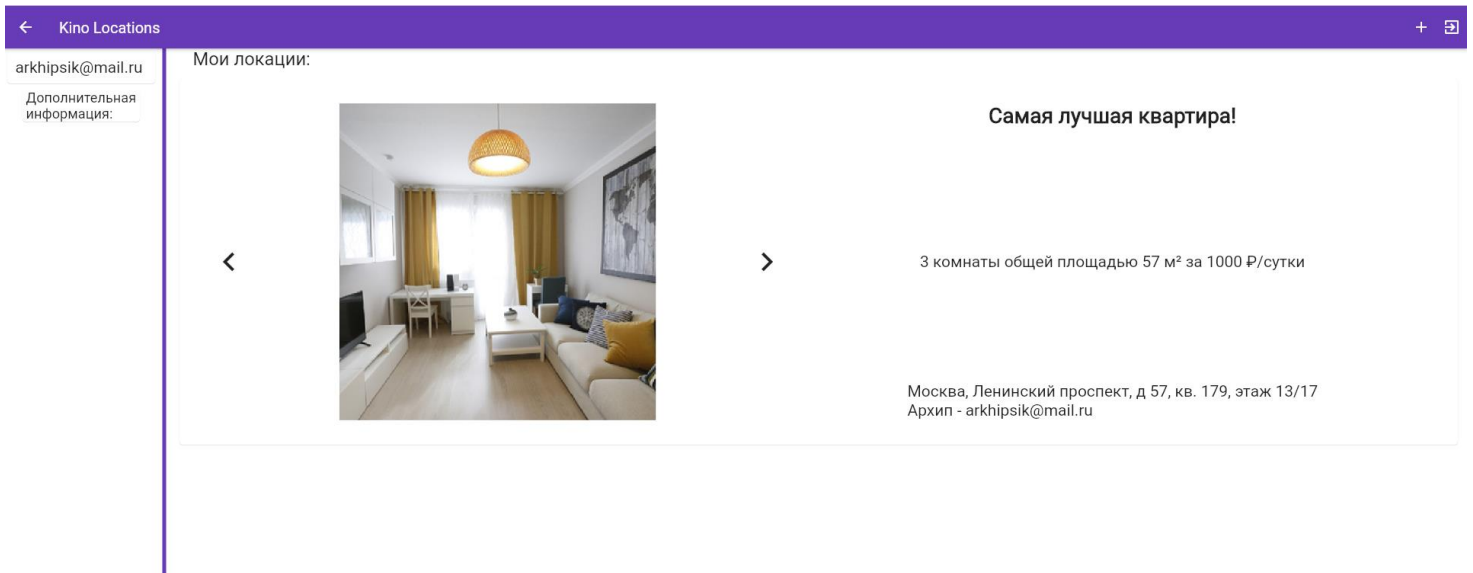 Kino Locations
arkhipsik@mail.ru
Дополнительная
информация:
Мои локации:
Самая лучшая квартира!
3 комнаты общей площадью 57 м² за 1000 ₽/сутки
Москва, Ленинский проспект, д 57, кв. 179, этаж 13/17
Архип - arkhipsik@mail.ru